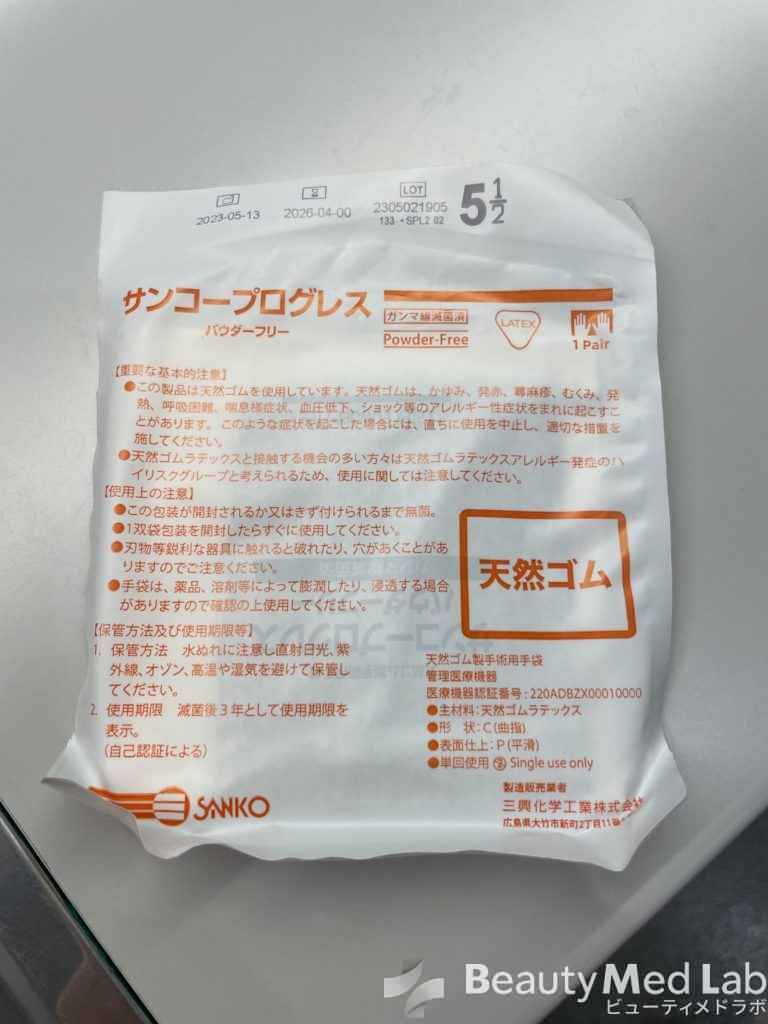 2023-05-13
2026-04-00
LOT
2305021905
133-•SPL2 02
5 1/2
サンコープログレス
パウダーフリー
ガンマ線滅菌済
Powder-Free
LATEX
1 Pair
【重要な基本的注意】
●この製品は天然ゴムを使用しています。天然ゴムは、かゆみ、発赤、蕁麻疹、むくみ、発
熱、呼吸困難、喘息様症状、血圧低下、ショック等のアレルギー性症状をまれに起こすこ
とがあります。このような症状を起こした場合には、直ちに使用を中止し、適切な措置を
施してください。
●天然ゴムラテックスと接触する機会の多い方々は天然ゴムラテックスアレルギー発症のハ
イリスクグループと考えられるため、使用に関しては注意してください。
【使用上の注意】
●この包装が開封されるか又はきず付けられるまで無菌。
●1双袋包装を開封したらすぐに使用してください。
●刃物等鋭利な器具に触れると破れたり、穴があくことがあ
りますのでご注意ください。
●手袋は、薬品、溶剤等によって膨潤したり、浸透する場合
がありますので確認の上使用してください。
天然ゴム
【保管方法及び使用期限等】
1. 保管方法 水ぬれに注意し直射日光、紫
外線、オゾン、高温や湿気を避けて保管し
てください。
2. 使用期限 滅菌後3年として使用期限を
表示。
(自己認証による)
天然ゴム製手術用手袋
管理医療機器
医療機器認証番号:220ADBZX00010000
●主材料:天然ゴムラテックス
●形 状:C(曲指)
●表面仕上:P(平滑)
●単回使用 Single use only
製造販売業者
三興化学工業株式会社
広島県大竹市新町2丁目11番
SANKO
Beauty Med Lab
ビューティメドラボ